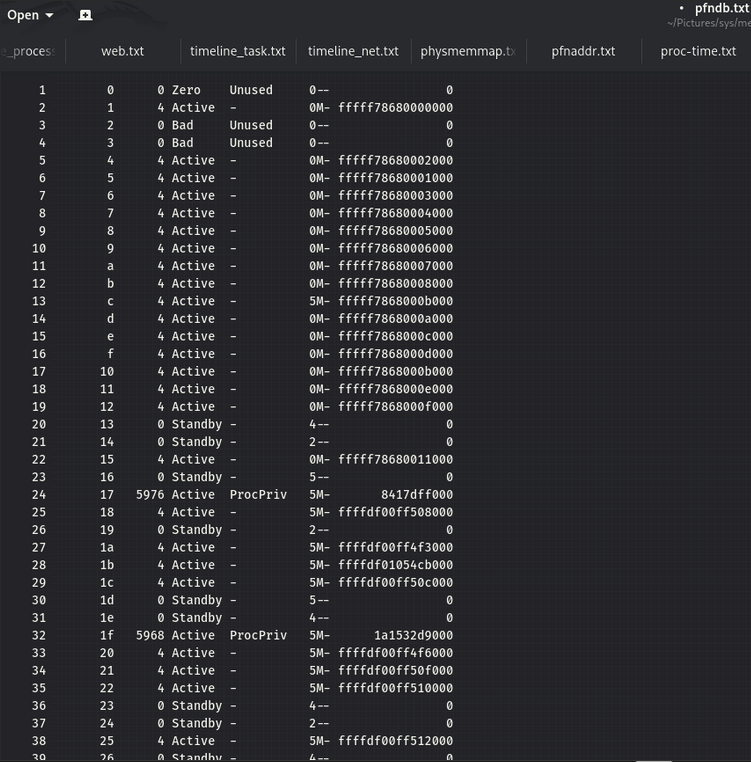 Open
pfndb.txt
~/Pictures/sys/me
e_proces: web.txt timeline_task.txt timeline_net.txt physmemmap.tx pfnaddr.txt proc-time.txt
1 0 0 Zero Unused 0-- 0
2 1 4 Active - 0M- fffff78680000000
3 2 0 Bad Unused 0-- 0
4 3 0 Bad Unused 0-- 0
5 4 4 Active - 0M- fffff78680002000
6 5 4 Active - 0M- fffff78680001000
7 6 4 Active - 0M- fffff78680003000
8 7 4 Active - 0M- fffff78680004000
9 8 4 Active - 0M- fffff78680005000
10 9 4 Active - 0M- fffff78680006000
11 a 4 Active - 0M- fffff78680007000
12 b 4 Active - 0M- fffff78680008000
13 c 4 Active - 5M- fffff7868000b000
14 d 4 Active - 0M- fffff7868000a000
15 e 4 Active - 0M- fffff7868000c000
16 f 4 Active - 0M- fffff7868000d000
17 10 4 Active - 0M- fffff7868000b000
18 11 4 Active - 0M- fffff7868000e000
19 12 4 Active - 0M- fffff7868000f000
20 13 0 Standby - 4-- 0
21 14 0 Standby - 2-- 0
22 15 4 Active - 0M- fffff78680011000
23 16 0 Standby - 5-- 0
24 17 5976 Active ProcPriv 5M- 8417dff000
25 18 4 Active - 5M- ffffdf00ff508000
26 19 0 Standby - 2-- 0
27 1a 4 Active - 5M- ffffdf00ff4f3000
28 1b 4 Active - 5M- ffffdf01054cb000
29 1c 4 Active - 5M- ffffdf00ff50c000
30 1d 0 Standby - 5-- 0
31 1e 0 Standby - 4-- 0
32 1f 5968 Active ProcPriv 5M- 1a1532d9000
33 20 4 Active - 5M- ffffdf00ff4f6000
34 21 4 Active - 5M- ffffdf00ff50f000
35 22 4 Active - 5M- ffffdf00ff510000
36 23 0 Standby - 4-- 0
37 24 0 Standby - 2-- 0
38 25 4 Active - 5M- ffffdf00ff512000
39 26 0 Standby - 4-- 0